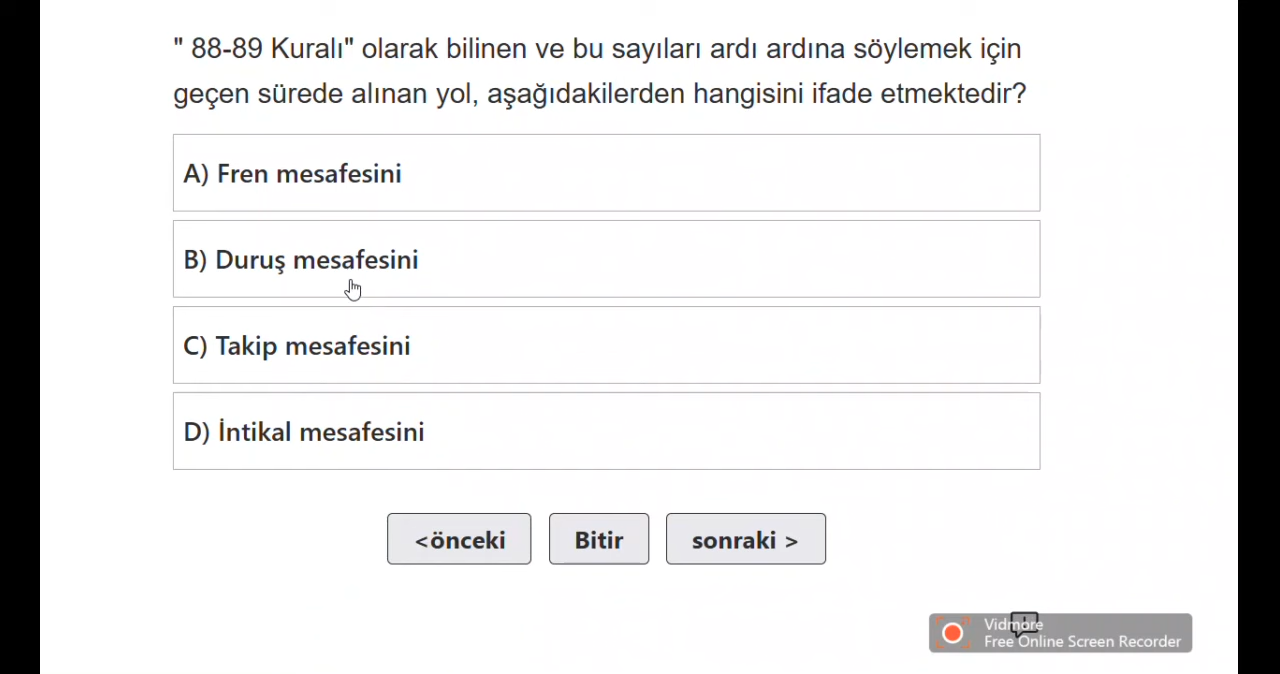 " 88-89 Kuralı" olarak bilinen ve bu sayıları ardı ardına söylemek için
geçen sürede alınan yol, aşağıdakilerden hangisini ifade etmektedir?
A) Fren mesafesini
B) Duruş mesafesini
C) Takip mesafesini
D) İntikal mesafesini
<önceki
Bitir
sonraki >
Vidmore
Free Online Screen Recorder